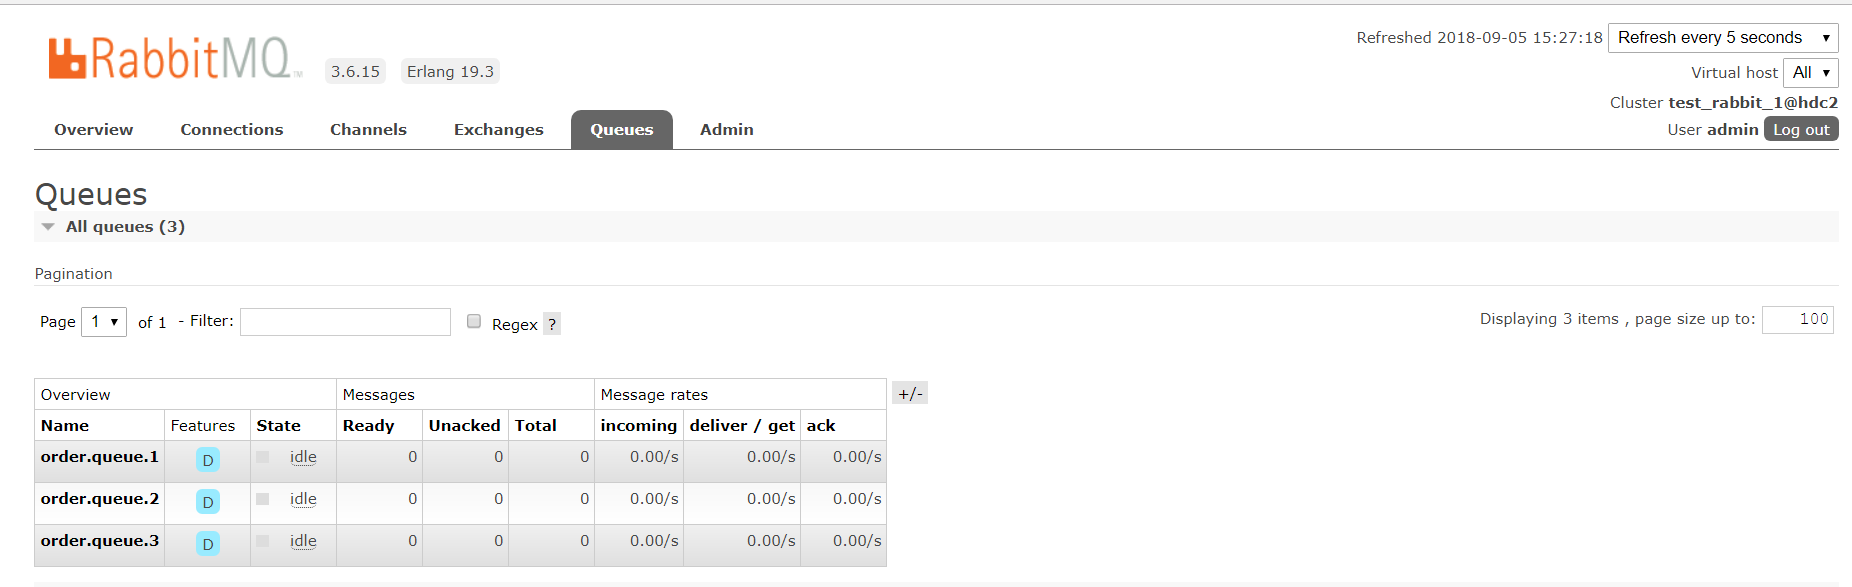 RabbitMQ TM 3.6.15 Erlang 19.3
Refreshed 2018-09-05 15:27:18 Refresh every 5 seconds
Virtual host All
Cluster test_rabbit_1@hdc2
User admin Log out
Overview Connections Channels Exchanges Queues Admin
Queues
All queues (3)
Pagination
Page 1 of 1 - Filter: Regex ? Displaying 3 items , page size up to: 100
Overview Messages Message rates +/-
Name Features State Ready Unacked Total incoming deliver / get ack
order.queue.1 D idle 0 0 0 0.00/s 0.00/s 0.00/s
order.queue.2 D idle 0 0 0 0.00/s 0.00/s 0.00/s
order.queue.3 D idle 0 0 0 0.00/s 0.00/s 0.00/s